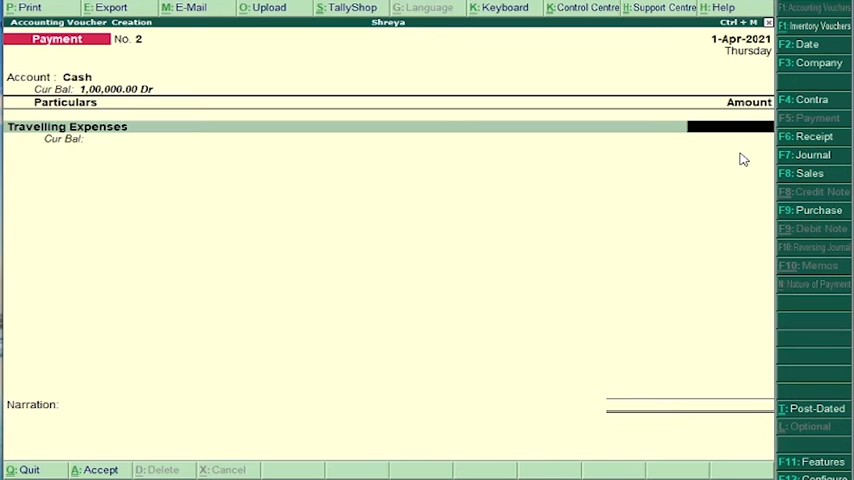 P: Print E: Export M: E-Mail O: Upload S: TallyShop G: Language K: Keyboard K: Control Centre H: Support Centre H: Help
Accounting Voucher Creation Shreya Ctrl + M
Payment No. 2 1-Apr-2021
Thursday
Account : Cash
Cur Bal: 1,00,000.00 Dr
Particulars Amount
Travelling Expenses
Cur Bal:
Narration:
Q: Quit A: Accept D: Delete X: Cancel
F1: Accounting Vouchers
F1: Inventory Vouchers
F2: Date
F3: Company
F4: Contra
F5: Payment
F6: Receipt
F7: Journal
F8: Sales
F8: Credit Note
F9: Purchase
F9: Debit Note
F10: Reversing Journal
F10: Memos
N: Nature of Payment
T: Post-Dated
L: Optional
F11: Features
F12: Configure